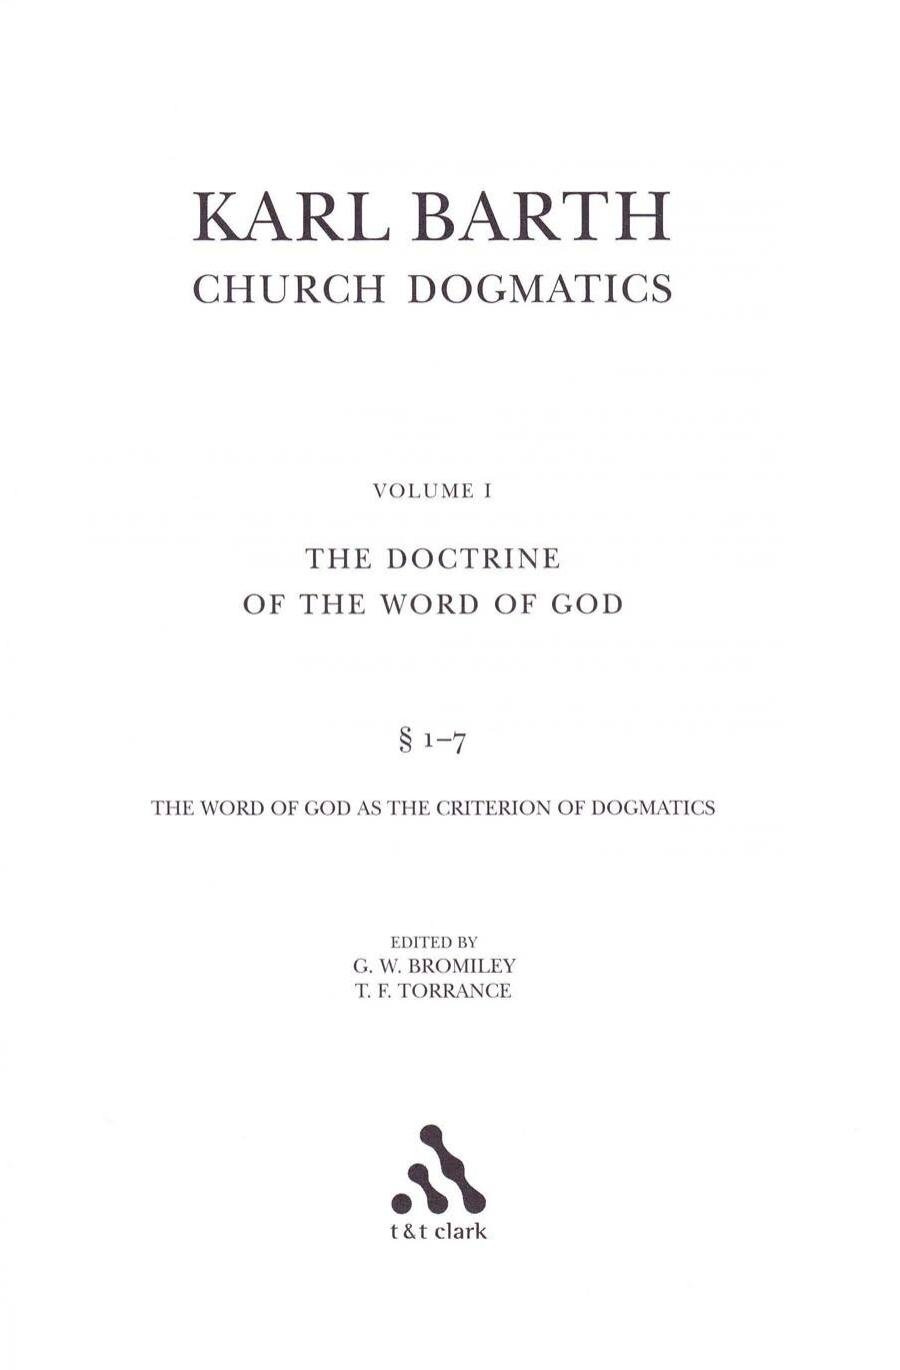 KARL BARTH
CHURCH DOGMATICS
VOLUME I
THE DOCTRINE
OF THE WORD OF GOD
§ 1–7
THE WORD OF GOD AS THE CRITERION OF DOGMATICS
EDITED BY
G. W. BROMILEY
T. F. TORRANCE
t&t clark